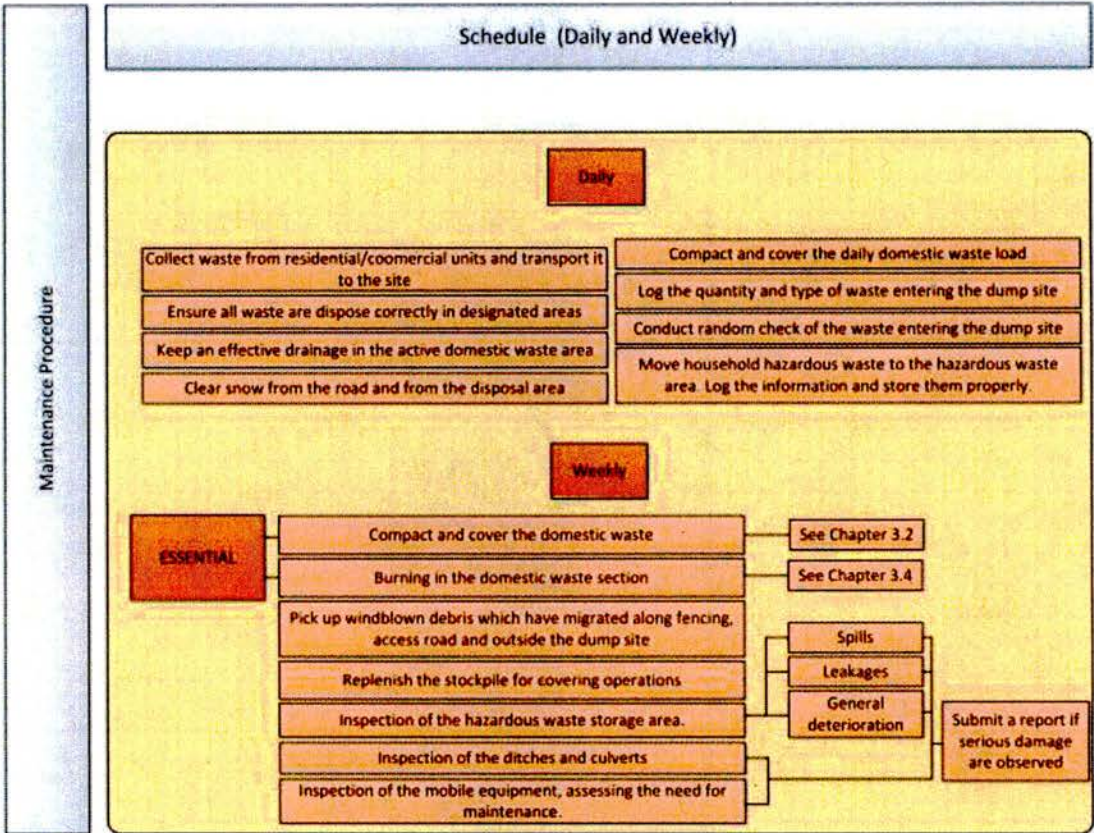 Schedule (Daily and Weekly)
Maintenance Procedure
Daily
Collect waste from residential/coomercial units and transport it
to the site
Ensure all waste are dispose correctly in designated areas
Keep an effective drainage in the active domestic waste area
Clear snow from the road and from the disposal area
Compact and cover the daily domestic waste load
Log the quantity and type of waste entering the dump site
Conduct random check of the waste entering the dump site
Move household hazardous waste to the hazardous waste
area. Log the information and store them properly.
Weekly
ESSENTIAL
Compact and cover the domestic waste
See Chapter 3.2
Burning in the domestic waste section
See Chapter 3.4
Pick up windblown debris which have migrated along fencing,
access road and outside the dump site
Replenish the stockpile for covering operations
Inspection of the hazardous waste storage area.
Spills
Leakages
General
deterioration
Inspection of the ditches and culverts
Inspection of the mobile equipment, assessing the need for
maintenance.
Submit a report if
serious damage
are observed